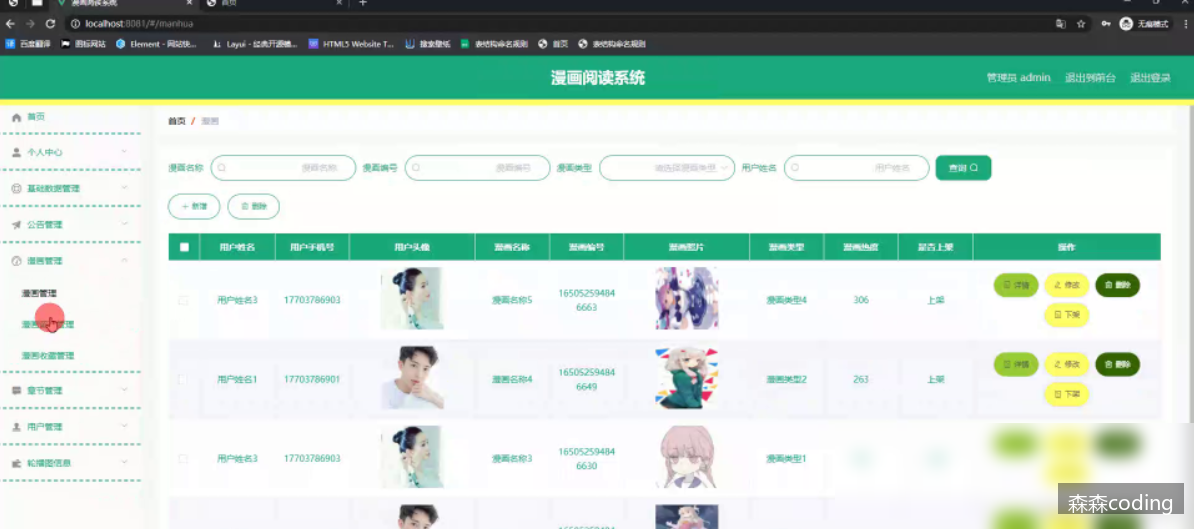 漫画阅读系统
首页
localhost:8081/#/manhua
无痕模式
百度翻译
图标网站
Element - 网站快...
Layui - 经典开源模...
HTML5 Website T...
搜索壁纸
表结构命名规则
首页
表结构命名规则
漫画阅读系统
管理员 admin
退出到前台
退出登录
首页
个人中心
基础数据管理
公告管理
漫画管理
漫画管理
管理
漫画收藏管理
章节管理
用户管理
轮播图信息
首页 / 漫画
漫画名称 漫画名称 漫画编号 漫画编号 漫画类型 请选择漫画类型 用户姓名 用户姓名 查询
+ 新增 删除
用户姓名 用户手机号 用户头像 漫画名称 漫画编号 漫画照片 漫画类型 漫画热度 是否上架 操作
用户姓名3 17703786903 漫画名称5 16505259484 6663 漫画类型4 306 上架 详情 修改 删除
下架
用户姓名1 17703786901 漫画名称4 16505259484 6649 漫画类型2 263 上架 详情 修改 删除
下架
用户姓名3 17703786903 漫画名称3 16505259484 6630 漫画类型1
森森coding